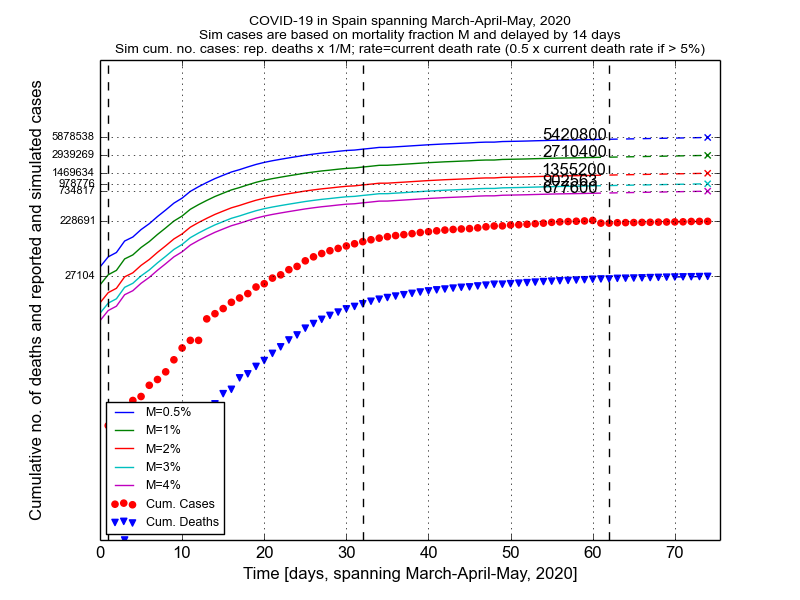 COVID-19 in Spain spanning March-April-May, 2020
Sim cases are based on mortality fraction M and delayed by 14 days
Sim cum. no. cases: rep. deaths x 1/M; rate=current death rate (0.5 x current death rate if > 5%)
Cumulative no. of deaths and reported and simulated cases
5878538
2939269
1469634
978776
734817
228691
27104
5420800
2710400
1355200
902563
677600
M=0.5%
M=1%
M=2%
M=3%
M=4%
Cum. Cases
Cum. Deaths
0 10 20 30 40 50 60 70
Time [days, spanning March-April-May, 2020]